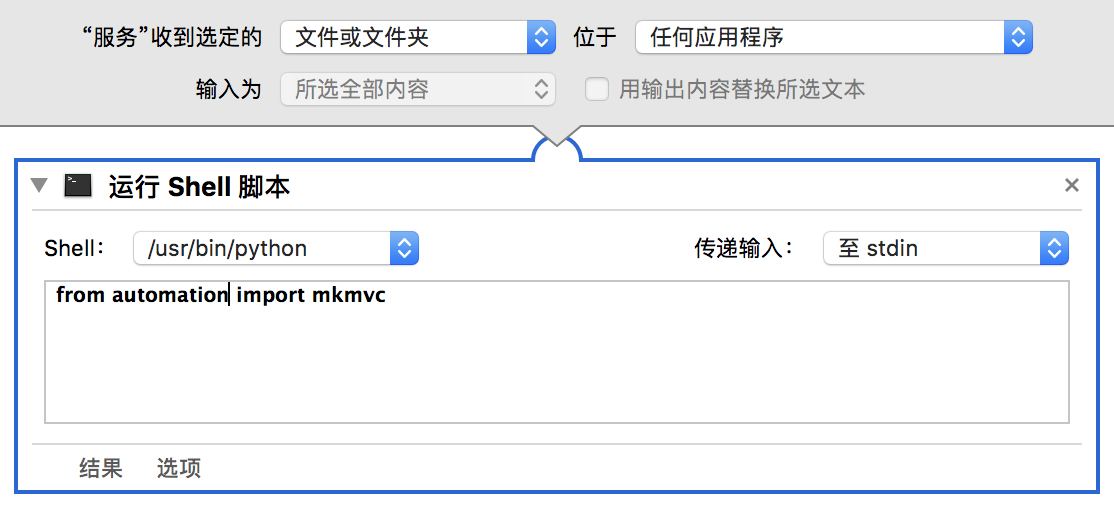 “服务”收到选定的 文件或文件夹 位于 任何应用程序
输入为 所选全部内容 用输出内容替换所选文本
运行 Shell 脚本
Shell: /usr/bin/python 传递输入: 至 stdin
from automation import mkmvc
结果 选项